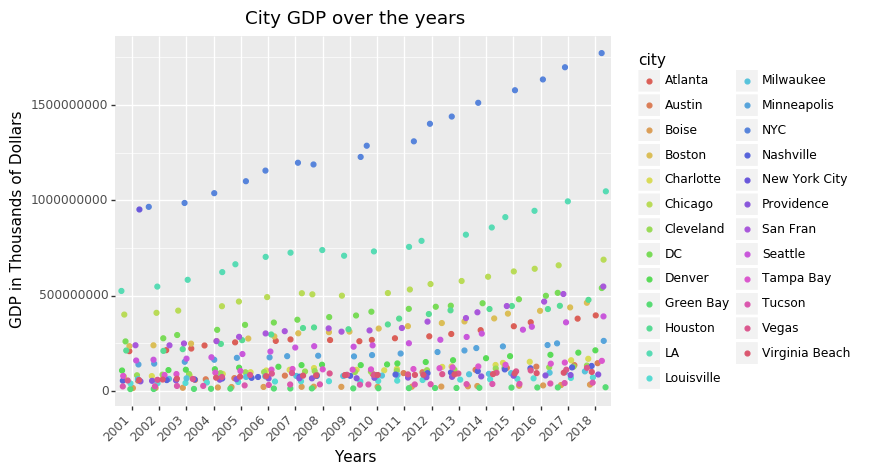 City GDP over the years
GDP in Thousands of Dollars
1500000000
1000000000
500000000
0
2001 2002 2003 2004 2005 2006 2007 2008 2009 2010 2011 2012 2013 2014 2015 2016 2017 2018
Years
city
Atlanta
Austin
Boise
Boston
Charlotte
Chicago
Cleveland
DC
Denver
Green Bay
Houston
LA
Louisville
Milwaukee
Minneapolis
NYC
Nashville
New York City
Providence
San Fran
Seattle
Tampa Bay
Tucson
Vegas
Virginia Beach